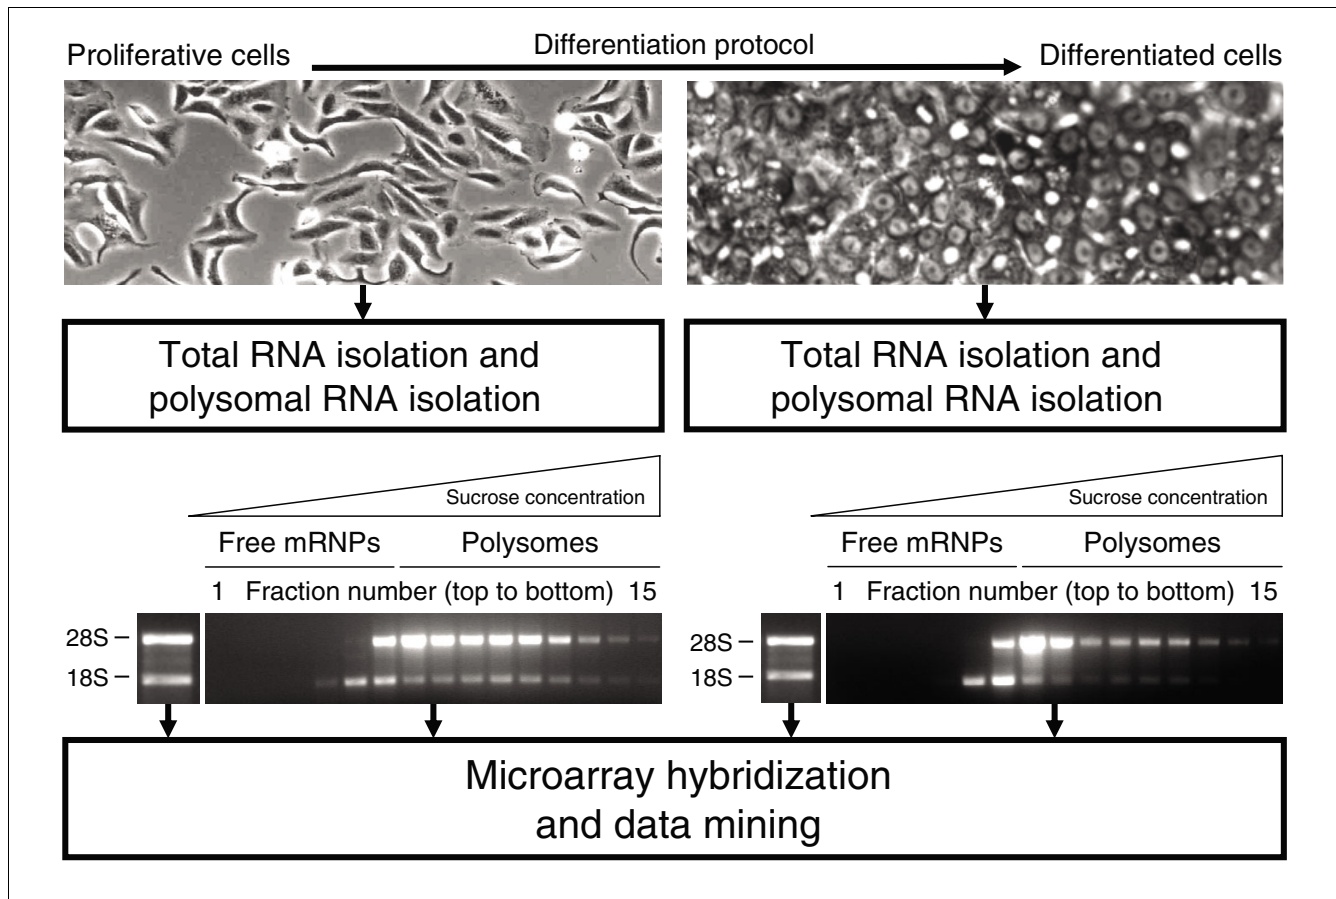 Proliferative cells
Differentiation protocol
Differentiated cells
Total RNA isolation and
polysomal RNA isolation
Total RNA isolation and
polysomal RNA isolation
Sucrose concentration
Free mRNPs
Polysomes
1 Fraction number (top to bottom) 15
28S
18S
Sucrose concentration
Free mRNPs
Polysomes
1 Fraction number (top to bottom) 15
28S
18S
Microarray hybridization
and data mining